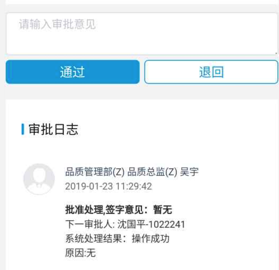 请输入审批意见
通过
退回
审批日志
品质管理部(Z) 品质总监(Z) 吴宇
2019-01-23 11:29:42
批准处理,签字意见：暂无
下一审批人: 沈国平-1022241
系统处理结果：操作成功
原因:无